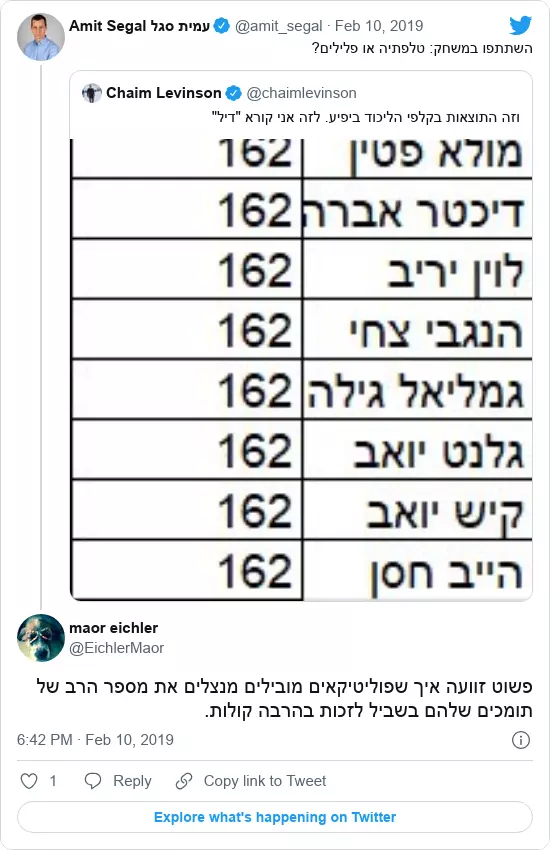 Amit Segal עמית סגל @amit_segal · Feb 10, 2019
השתתפו במשחק: טלפתיה או פלילים?
Chaim Levinson @chaimlevinson
וזה התוצאות בקלפי הליכוד ביפיע. לזה אני קורא "דיל"
מולא פטין 162
דיכטר אברה 162
לוין יריב 162
הנגבי צחי 162
גמליאל גילה 162
גלנט יואב 162
קיש יואב 162
הייב חסן 162
maor eichler
@EichlerMaor
פשוט זוועה איך שפוליטיקאים מובילים מנצלים את מספר הרב של
תומכים שלהם בשביל לזכות בהרבה קולות.
6:42 PM · Feb 10, 2019
1 Reply Copy link to Tweet
Explore what's happening on Twitter